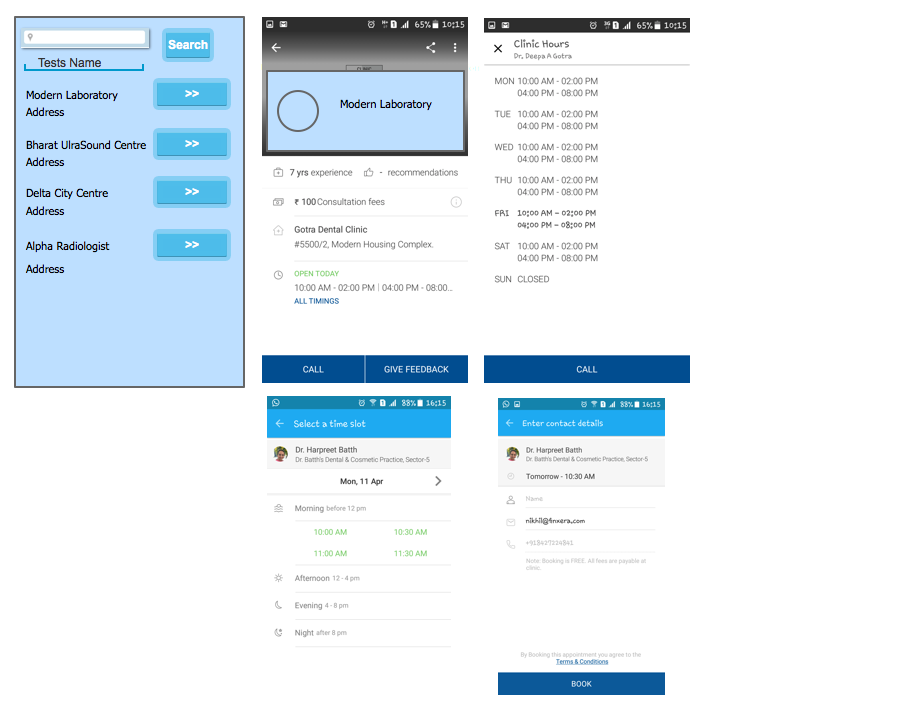 Search
Tests Name
Modern Laboratory
Address
>>
Bharat UlraSound Centre
Address
>>
Delta City Centre
Address
>>
Alpha Radiologist
Address
>>
65% 10:15
Modern Laboratory
7 yrs experience - recommendations
₹ 100 Consultation fees
Gotra Dental Clinic
#5500/2, Modern Housing Complex.
OPEN TODAY
10:00 AM - 02:00 PM | 04:00 PM - 08:00...
ALL TIMINGS
CALL GIVE FEEDBACK
3G 65% 10:15
Clinic Hours
Dr. Deepa A Gotra
MON 10:00 AM - 02:00 PM
04:00 PM - 08:00 PM
TUE 10:00 AM - 02:00 PM
04:00 PM - 08:00 PM
WED 10:00 AM - 02:00 PM
04:00 PM - 08:00 PM
THU 10:00 AM - 02:00 PM
04:00 PM - 08:00 PM
FRI 10:00 AM - 02:00 PM
04:00 PM - 08:00 PM
SAT 10:00 AM - 02:00 PM
04:00 PM - 08:00 PM
SUN CLOSED
CALL
88% 16:15
Select a time slot
Dr. Harpreet Batth
Dr. Batth's Dental & Cosmetic Practice, Sector-5
Mon, 11 Apr
Morning before 12 pm
10:00 AM 10:30 AM
11:00 AM 11:30 AM
Afternoon 12 - 4 pm
Evening 4 - 8 pm
Night after 8 pm
88% 16:15
Enter contact details
Dr. Harpreet Batth
Dr. Batth's Dental & Cosmetic Practice, Sector-5
Tomorrow - 10:30 AM
Name
nikhil@finxera.com
Note: Booking is FREE. All fees are payable at
clinic.
By Booking this appointment you agree to the
Terms & Conditions
BOOK